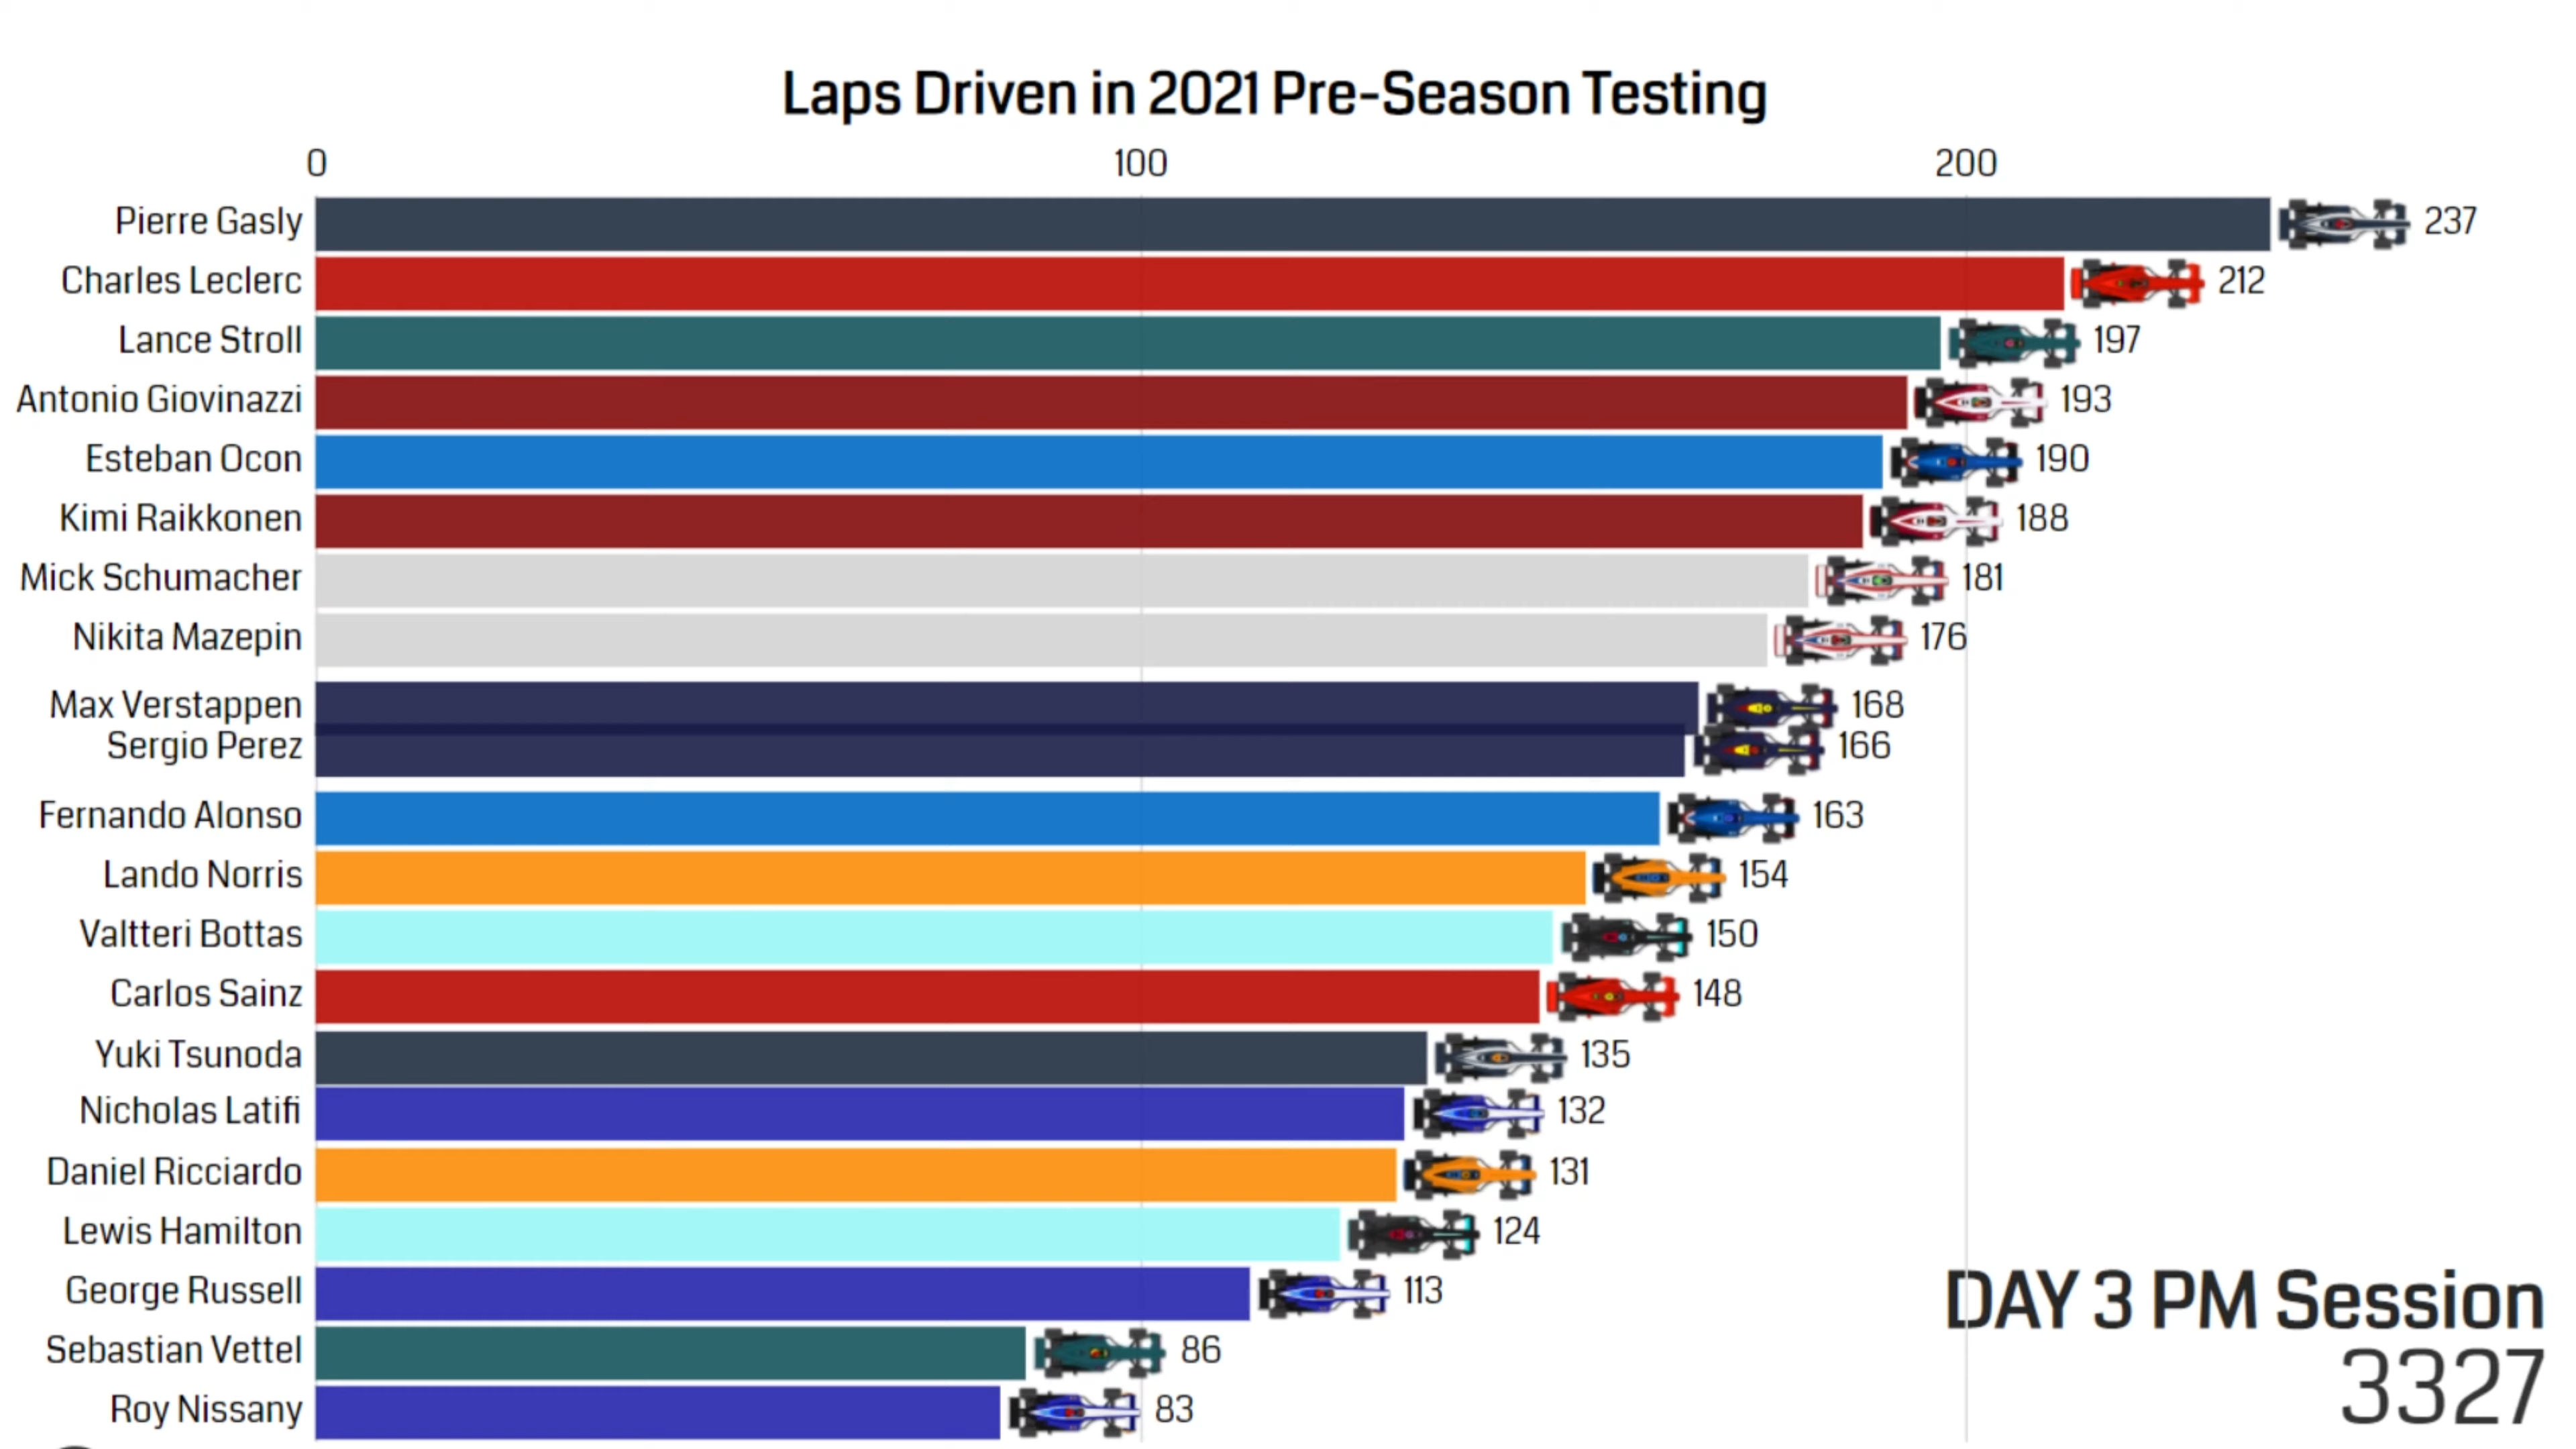 Laps Driven in 2021 Pre-Season Testing
0 100 200
Pierre Gasly 237
Charles Leclerc 212
Lance Stroll 197
Antonio Giovinazzi 193
Esteban Ocon 190
Kimi Raikkonen 188
Mick Schumacher 181
Nikita Mazepin 176
Max Verstappen 168
Sergio Perez 166
Fernando Alonso 163
Lando Norris 154
Valtteri Bottas 150
Carlos Sainz 148
Yuki Tsunoda 135
Nicholas Latifi 132
Daniel Ricciardo 131
Lewis Hamilton 124
George Russell 113
Sebastian Vettel 86
Roy Nissany 83
DAY 3 PM Session
3327